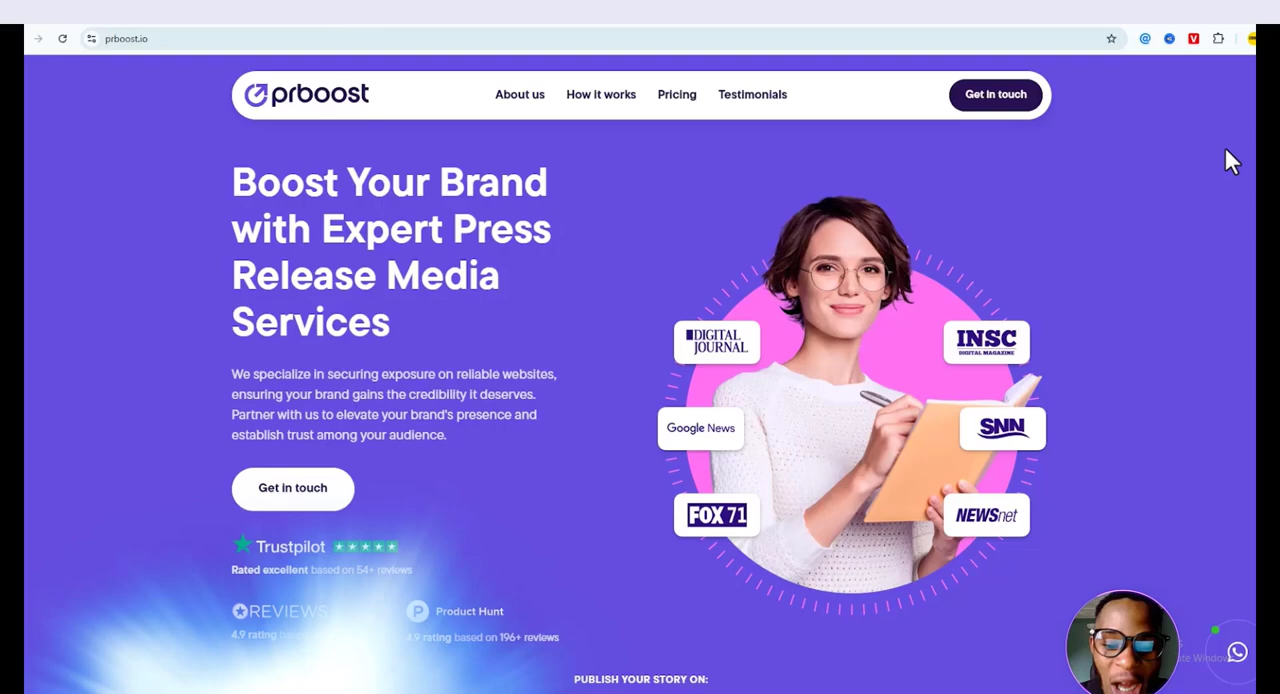 prboost.io
prboost
About us
How it works
Pricing
Testimonials
Get in touch
Boost Your Brand
with Expert Press
Release Media
Services
We specialize in securing exposure on reliable websites,
ensuring your brand gains the credibility it deserves.
Partner with us to elevate your brand's presence and
establish trust among your audience.
Get in touch
Trustpilot
Rated excellent based on 54+ reviews
REVIEWS
4.9 rating
P Product Hunt
4.9 rating based on 196+ reviews
DIGITAL
JOURNAL
INSC
DIGITAL MAGAZINE
Google News
SNN
FOX 71
NEWSnet
PUBLISH YOUR STORY ON: